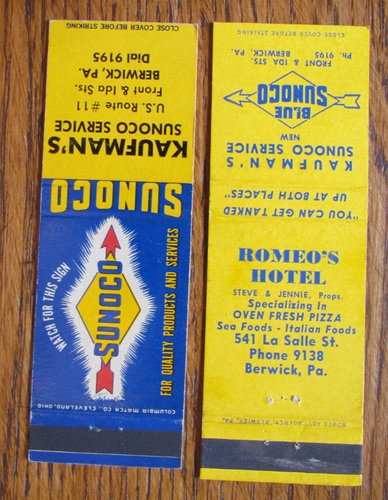 CLOSE COVER BEFORE STRIKING
Dial 9195
BERWICK, PA.
Front & Ida Sts.
U.S. Route #11
SUNOCO SERVICE
KAUFMAN'S
SUNOCO
WATCH FOR THIS SIGN
SUNOCO
FOR QUALITY PRODUCTS AND SERVICES
COLUMBIA MATCH CO., CLEVELAND, OHIO
CLOSE COVER BEFORE STRIKING
Ph. 9195
BERWICK, PA.
FRONT & IDA STS.
BLUE
SUNOCO
NEW
SUNOCO SERVICE
KAUFMAN'S
UP AT BOTH PLACES"
"YOU CAN GET TANKED
ROMEO'S
HOTEL
STEVE & JENNIE, Props.
Specializing In
OVEN FRESH PIZZA
Sea Foods - Italian Foods
541 La Salle St.
Phone 9138
Berwick, Pa.
AGENCY, BERWICK, PA.